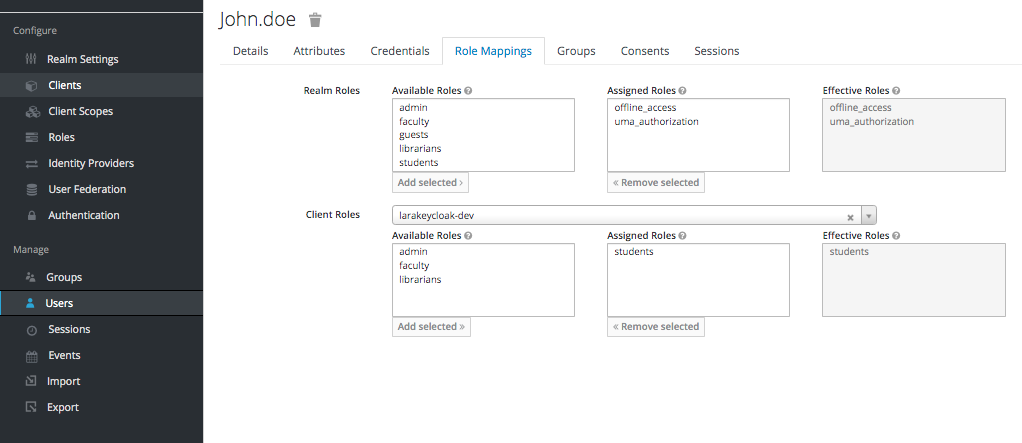 Configure
Realm Settings
Clients
Client Scopes
Roles
Identity Providers
User Federation
Authentication
Manage
Groups
Users
Sessions
Events
Import
Export
John.doe
Details Attributes Credentials Role Mappings Groups Consents Sessions
Realm Roles
Available Roles
admin
faculty
guests
librarians
students
Add selected ›
Assigned Roles
offline_access
uma_authorization
« Remove selected
Effective Roles
offline_access
uma_authorization
Client Roles
larakeycloak-dev
Available Roles
admin
faculty
librarians
Add selected »
Assigned Roles
students
« Remove selected
Effective Roles
students